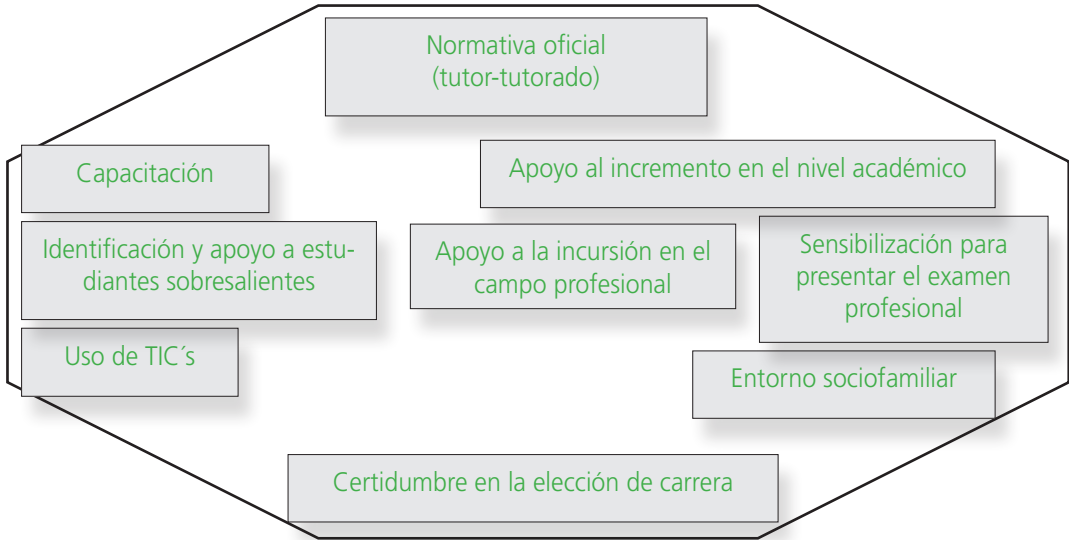 Normativa oficial
(tutor-tutorado)
Capacitación
Apoyo al incremento en el nivel académico
Identificación y apoyo a estu-
diantes sobresalientes
Apoyo a la incursión en el
campo profesional
Sensibilización para
presentar el examen
profesional
Uso de TIC´s
Entorno sociofamiliar
Certidumbre en la elección de carrera